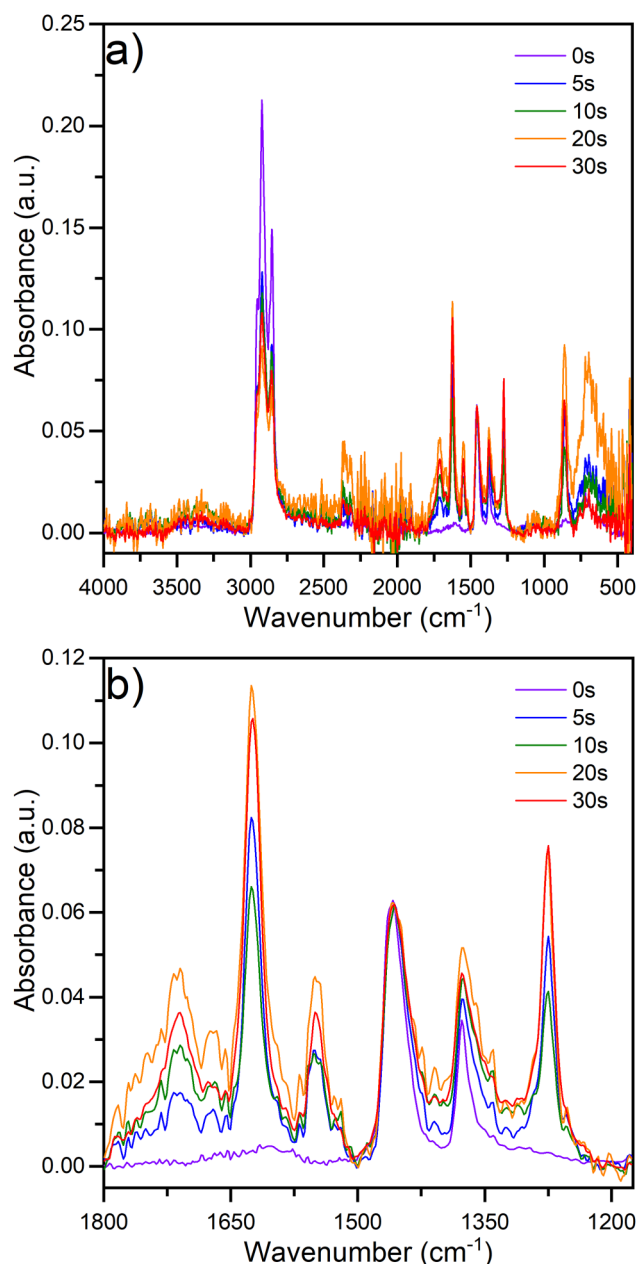 a)
0s
5s
10s
20s
30s
Absorbance (a.u.)
0.25
0.20
0.15
0.10
0.05
0.00
4000 3500 3000 2500 2000 1500 1000 500
Wavenumber (cm-1)
b)
0s
5s
10s
20s
30s
Absorbance (a.u.)
0.12
0.10
0.08
0.06
0.04
0.02
0.00
1800 1650 1500 1350 1200
Wavenumber (cm-1)